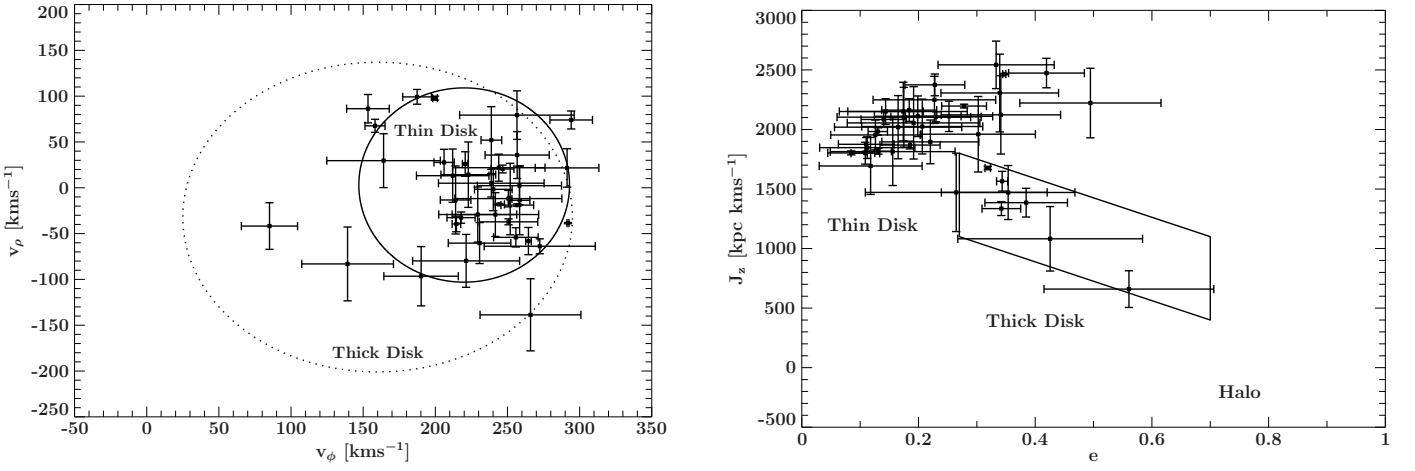 200
150
100
50
0
-50
-100
-150
-200
-250
-50 0 50 100 150 200 250 300 350
v_ρ [kms⁻¹]
v_ϕ [kms⁻¹]
Thin Disk
Thick Disk
3000
2500
2000
1500
1000
500
0
-500
0 0.2 0.4 0.6 0.8 1
J_z [kpc kms⁻¹]
e
Thin Disk
Thick Disk
Halo